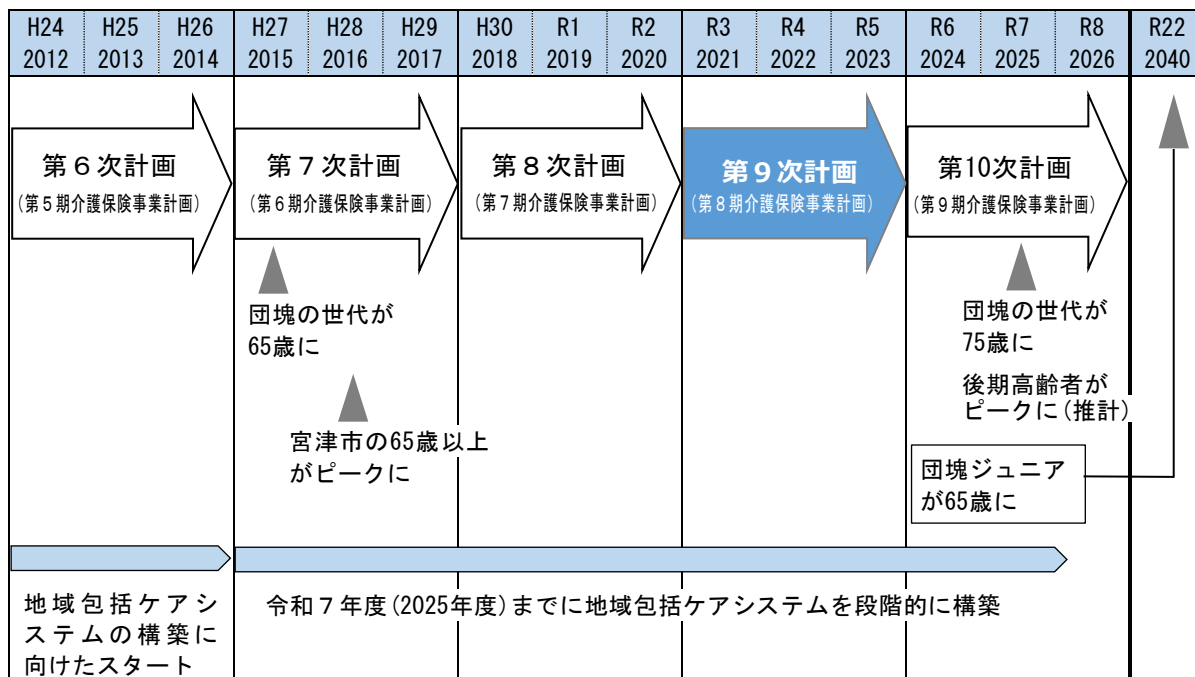 H24 H25 H26 H27 H28 H29 H30 R1 R2 R3 R4 R5 R6 R7 R8 R22
2012 2013 2014 2015 2016 2017 2018 2019 2020 2021 2022 2023 2024 2025 2026 2040
第６次計画
(第５期介護保険事業計画)
第７次計画
(第６期介護保険事業計画)
第８次計画
(第７期介護保険事業計画)
第９次計画
(第８期介護保険事業計画)
第10次計画
(第９期介護保険事業計画)
団塊の世代が
65歳に
宮津市の65歳以上
がピークに
団塊の世代が
75歳に
後期高齢者が
ピークに(推計)
団塊ジュニア
が65歳に
地域包括ケアシ
ステムの構築に
向けたスタート
令和７年度(2025年度)までに地域包括ケアシステムを段階的に構築